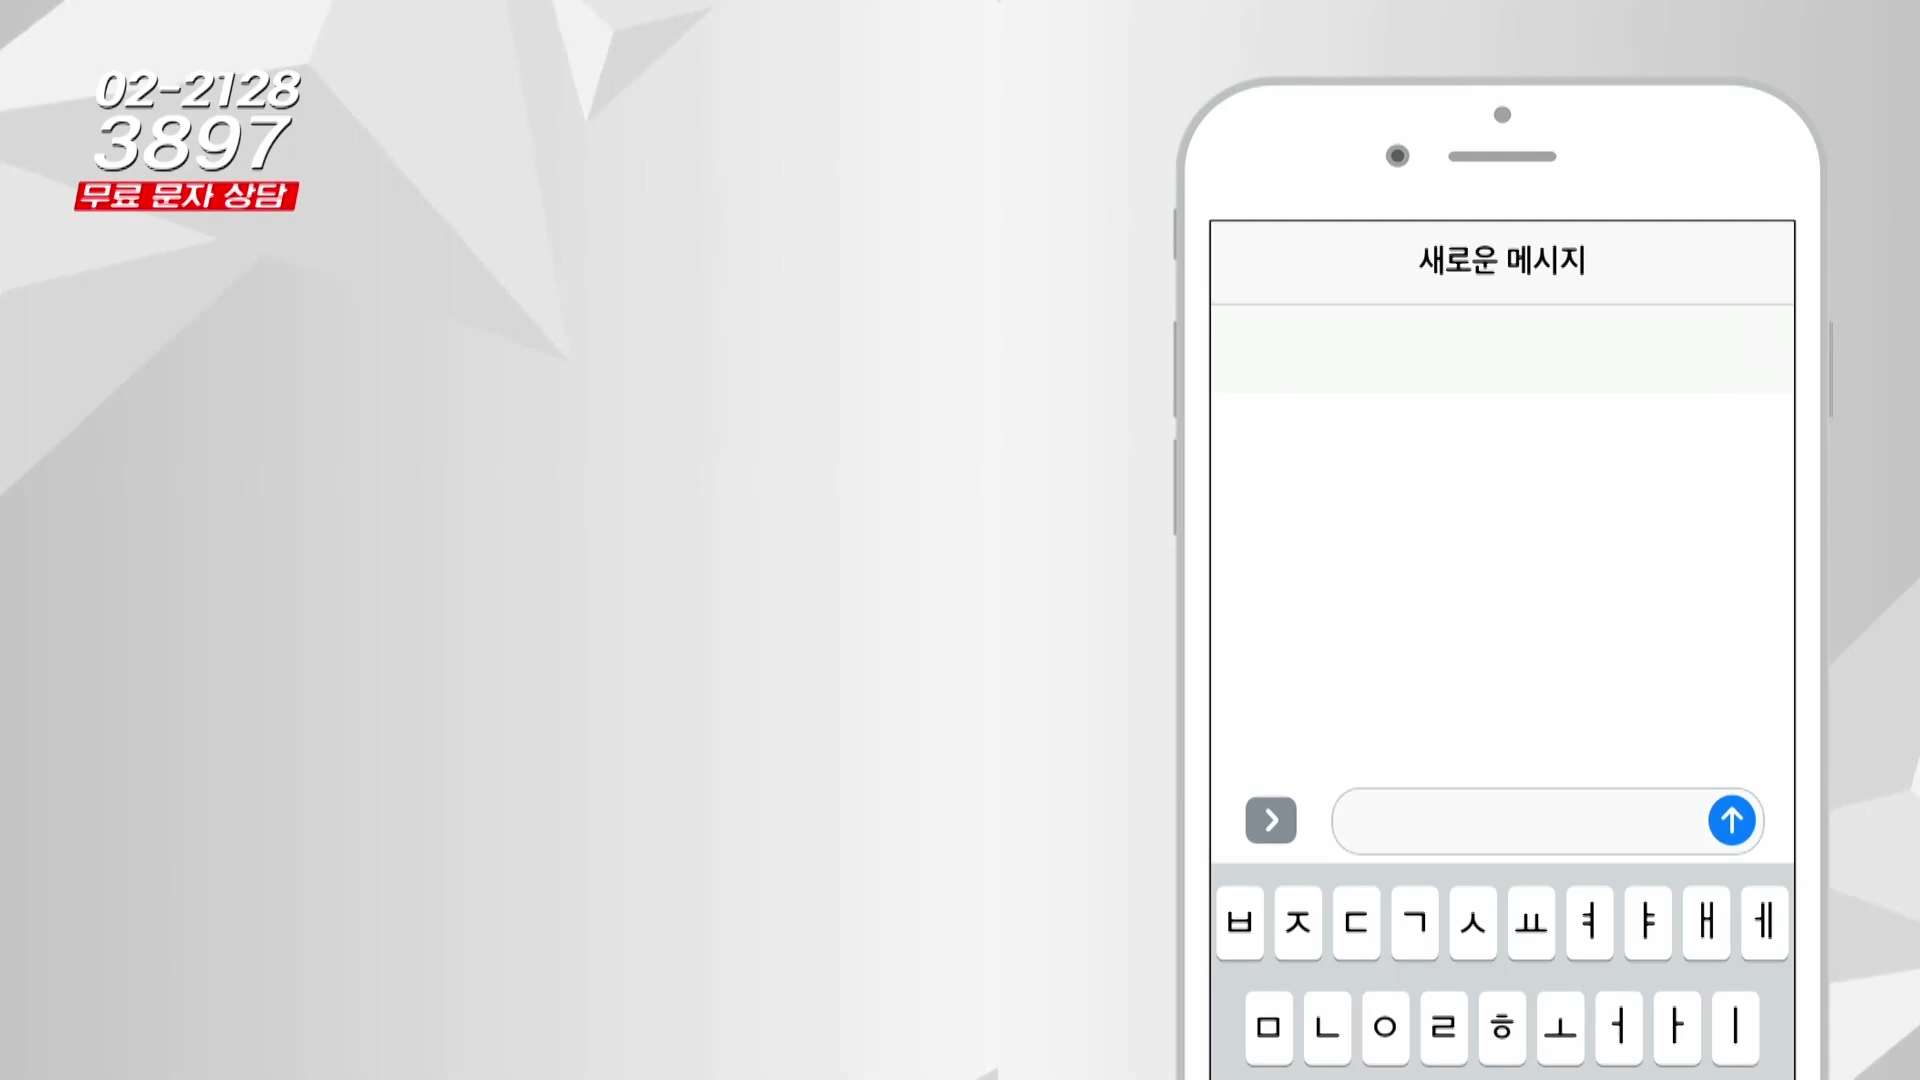 02-2128
3897
무료 문자 상담
새로운 메시지
ㅂ ㅈ ㄷ ㄱ ㅅ ㅛ ㅕ ㅑ ㅐ ㅔ
ㅁ ㄴ ㅇ ㄹ ㅎ ㅗ ㅓ ㅏ ㅣ